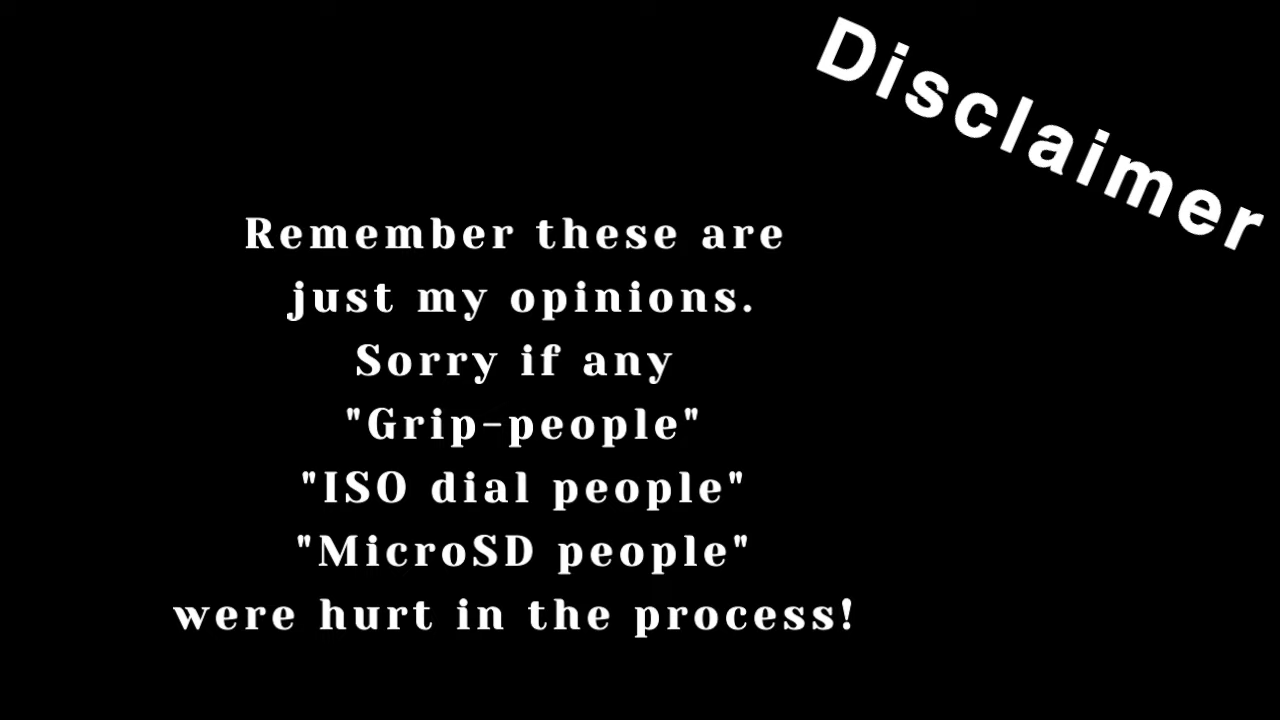 Disclaimer
Remember these are
just my opinions.
Sorry if any
"Grip-people"
"ISO dial people"
"MicroSD people"
were hurt in the process!